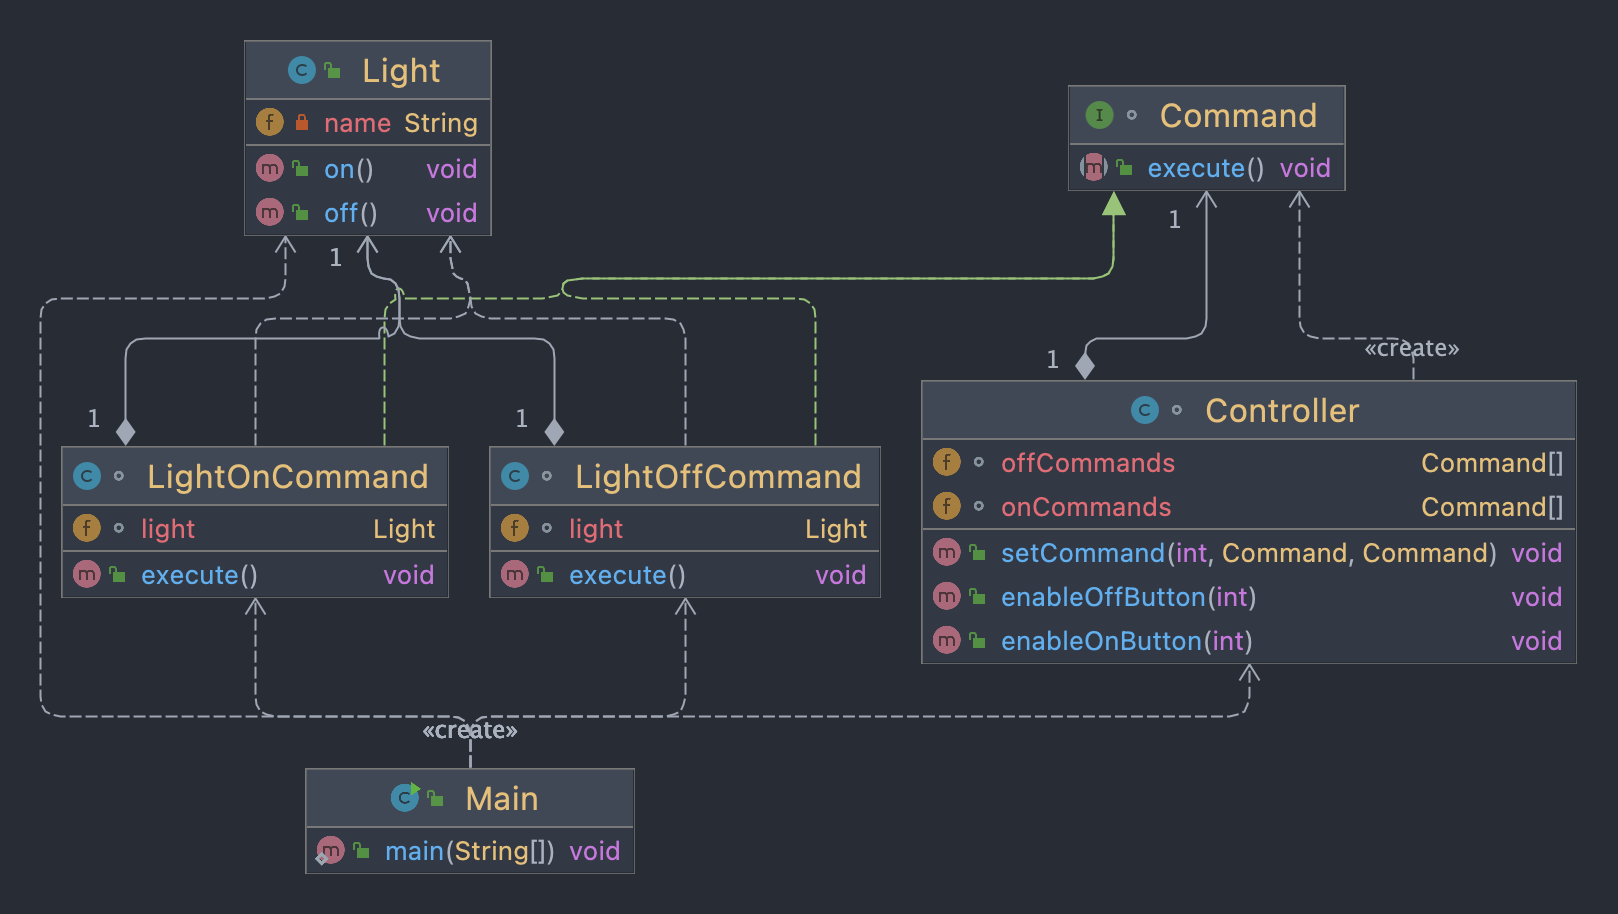 Light
name String
on() void
off() void
Command
execute() void
1
1
1
«create»
1
1
Controller
offCommands Command[]
onCommands Command[]
setCommand(int, Command, Command) void
enableOffButton(int) void
enableOnButton(int) void
LightOnCommand
light Light
execute() void
LightOffCommand
light Light
execute() void
«create»
Main
main(String[]) void